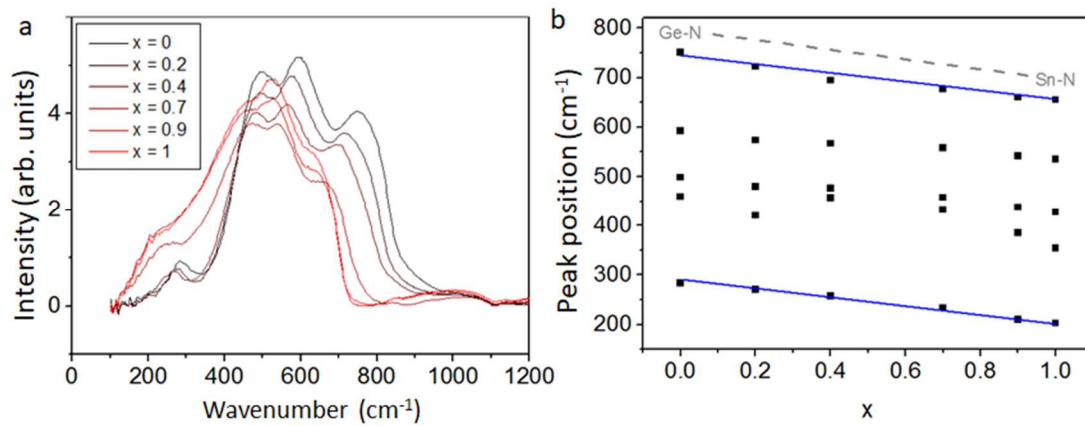 a
x = 0
x = 0.2
x = 0.4
x = 0.7
x = 0.9
x = 1
Intensity (arb. units)
4
2
0
0 200 400 600 800 1000 1200
Wavenumber (cm-1)
b
Ge-N
Sn-N
Peak position (cm-1)
800
700
600
500
400
300
200
0.0 0.2 0.4 0.6 0.8 1.0
x